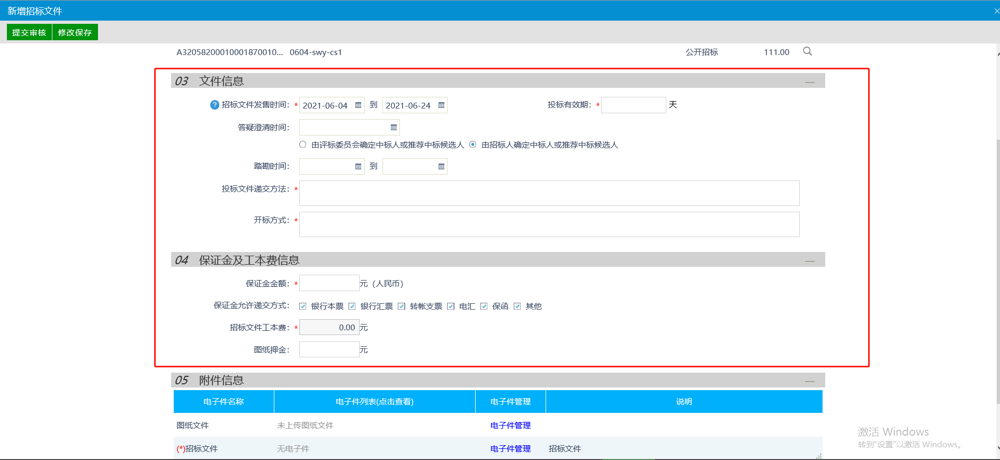 新增招标文件
提交审核 修改保存
A32058200010001870010... 0604-swy-cs1 公开招标 111.00
03 文件信息
? 招标文件发售时间：* 2021-06-04 到 2021-06-24 投标有效期：* 天
答疑澄清时间：
由评标委员会确定中标人或推荐中标候选人 由招标人确定中标人或推荐中标候选人
踏勘时间： 到
投标文件递交方法：*
开标方式：*
04 保证金及工本费信息
保证金金额：* 元（人民币）
保证金允许递交方式： 银行本票 银行汇票 转帐支票 电汇 保函 其他
招标文件工本费：* 0.00 元
图纸押金： 元
05 附件信息
电子件名称 电子件列表(点击查看) 电子件管理 说明
图纸文件 未上传图纸文件 电子件管理
(*)招标文件 无电子件 电子件管理 招标文件
激活 Windows
转到"设置"以激活 Windows。